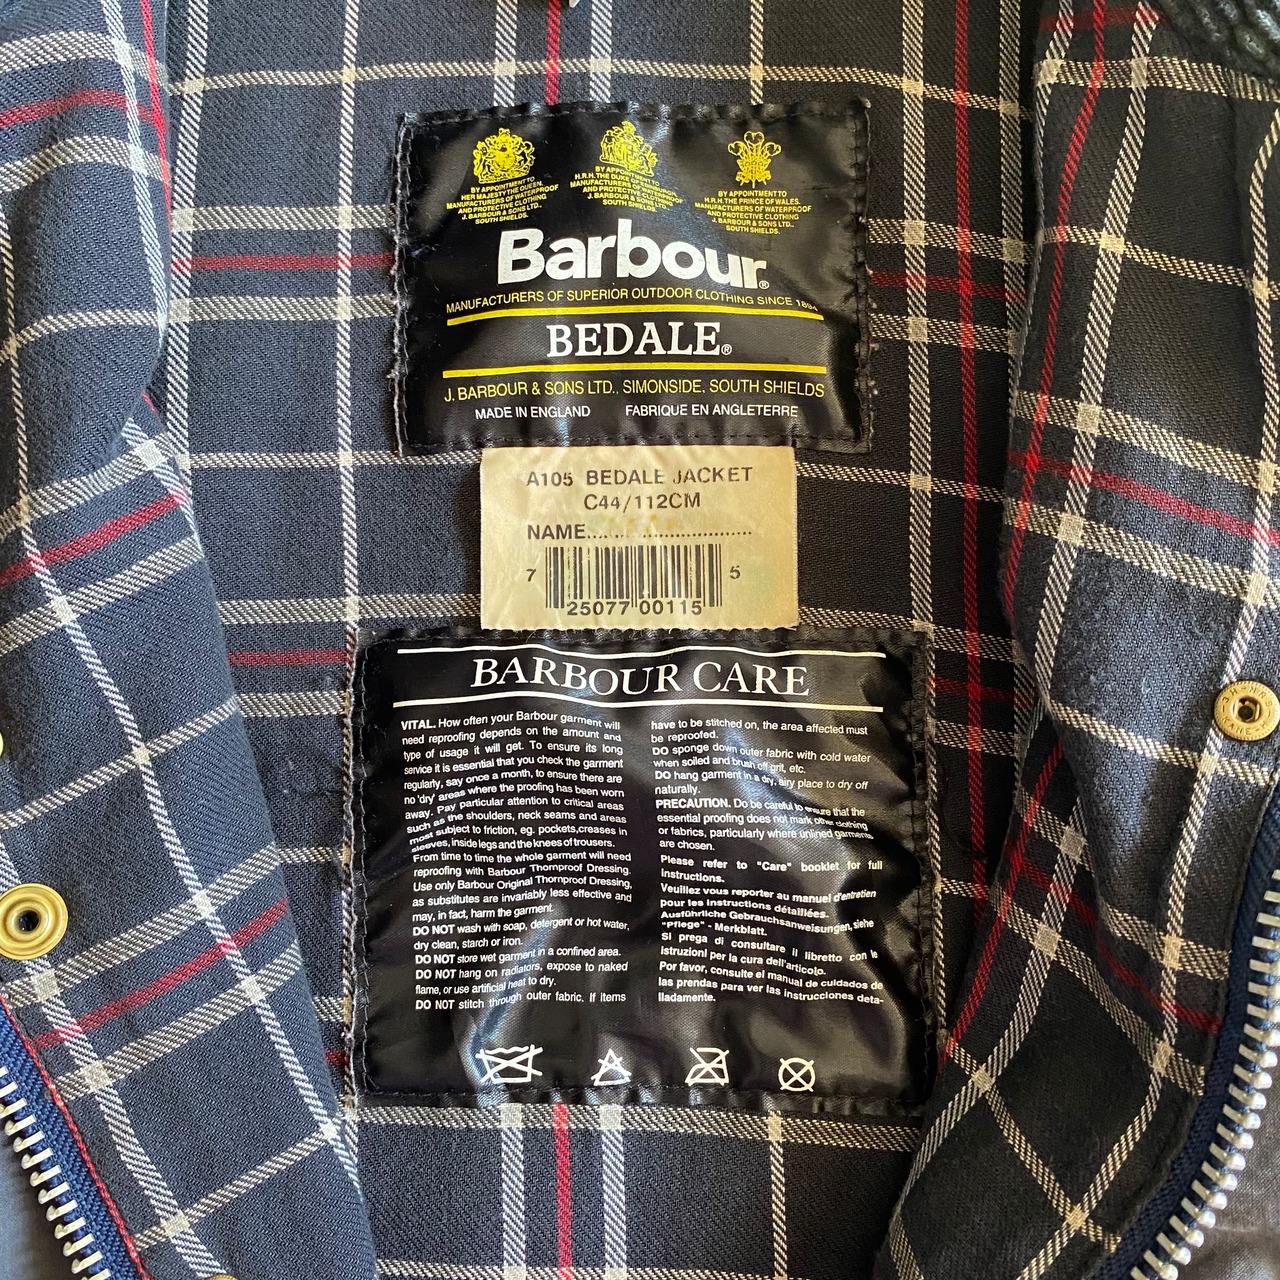 BY APPOINTMENT TO
HER MAJESTY THE QUEEN,
MANUFACTURERS OF WATERPROOF
AND PROTECTIVE CLOTHING
J. BARBOUR & SONS LTD.,
SOUTH SHIELDS.
BY APPOINTMENT TO
H.R.H. THE DUKE OF EDINBURGH,
MANUFACTURERS OF WATERPROOF
AND PROTECTIVE CLOTHING
J. BARBOUR & SONS LTD.,
SOUTH SHIELDS.
BY APPOINTMENT TO
H.R.H. THE PRINCE OF WALES,
MANUFACTURERS OF WATERPROOF
AND PROTECTIVE CLOTHING
J. BARBOUR & SONS LTD.,
SOUTH SHIELDS.
Barbour®
MANUFACTURERS OF SUPERIOR OUTDOOR CLOTHING SINCE 1894
BEDALE®
J. BARBOUR & SONS LTD., SIMONSIDE, SOUTH SHIELDS
MADE IN ENGLAND FABRIQUE EN ANGLETERRE
A105 BEDALE JACKET
C44/112CM
NAME..............................
7 25077 00115 5
BARBOUR CARE
VITAL. How often your Barbour garment will
need reproofing depends on the amount and
type of usage it will get. To ensure its long
service it is essential that you check the garment
regularly, say once a month, to ensure there are
no 'dry' areas where the proofing has been worn
away. Pay particular attention to critical areas
such as the shoulders, neck seams and areas
most subject to friction, eg. pockets,creases in
sleeves, inside legs and the knees of trousers.
From time to time the whole garment will need
reproofing with Barbour Thornproof Dressing.
Use only Barbour Original Thornproof Dressing,
as substitutes are invariably less effective and
may, in fact, harm the garment.
DO NOT wash with soap, detergent or hot water,
dry clean, starch or iron.
DO NOT store wet garment in a confined area.
DO NOT hang on radiators, expose to naked
flame, or use artificial heat to dry.
DO NOT stitch through outer fabric. If items
have to be stitched on, the area affected must
be reproofed.
DO sponge down outer fabric with cold water
when soiled and brush off grit, etc.
DO hang garment in a dry, airy place to dry off
naturally.
PRECAUTION. Do be careful to ensure that the
essential proofing does not mark other clothing
or fabrics, particularly where unlined garments
are chosen.
Please refer to "Care" booklet for full
instructions.
Veuillez vous reporter au manuel d'entretien
pour les instructions détaillées.
Ausführliche Gebrauchsanweisungen, siehe
"Pflege" - Merkblatt.
Si prega di consultare il libretto con le
istruzioni per la cura dell'articolo.
Por favor, consulte el manual de cuidados de
las prendas para ver las instrucciones deta-
lladamente.